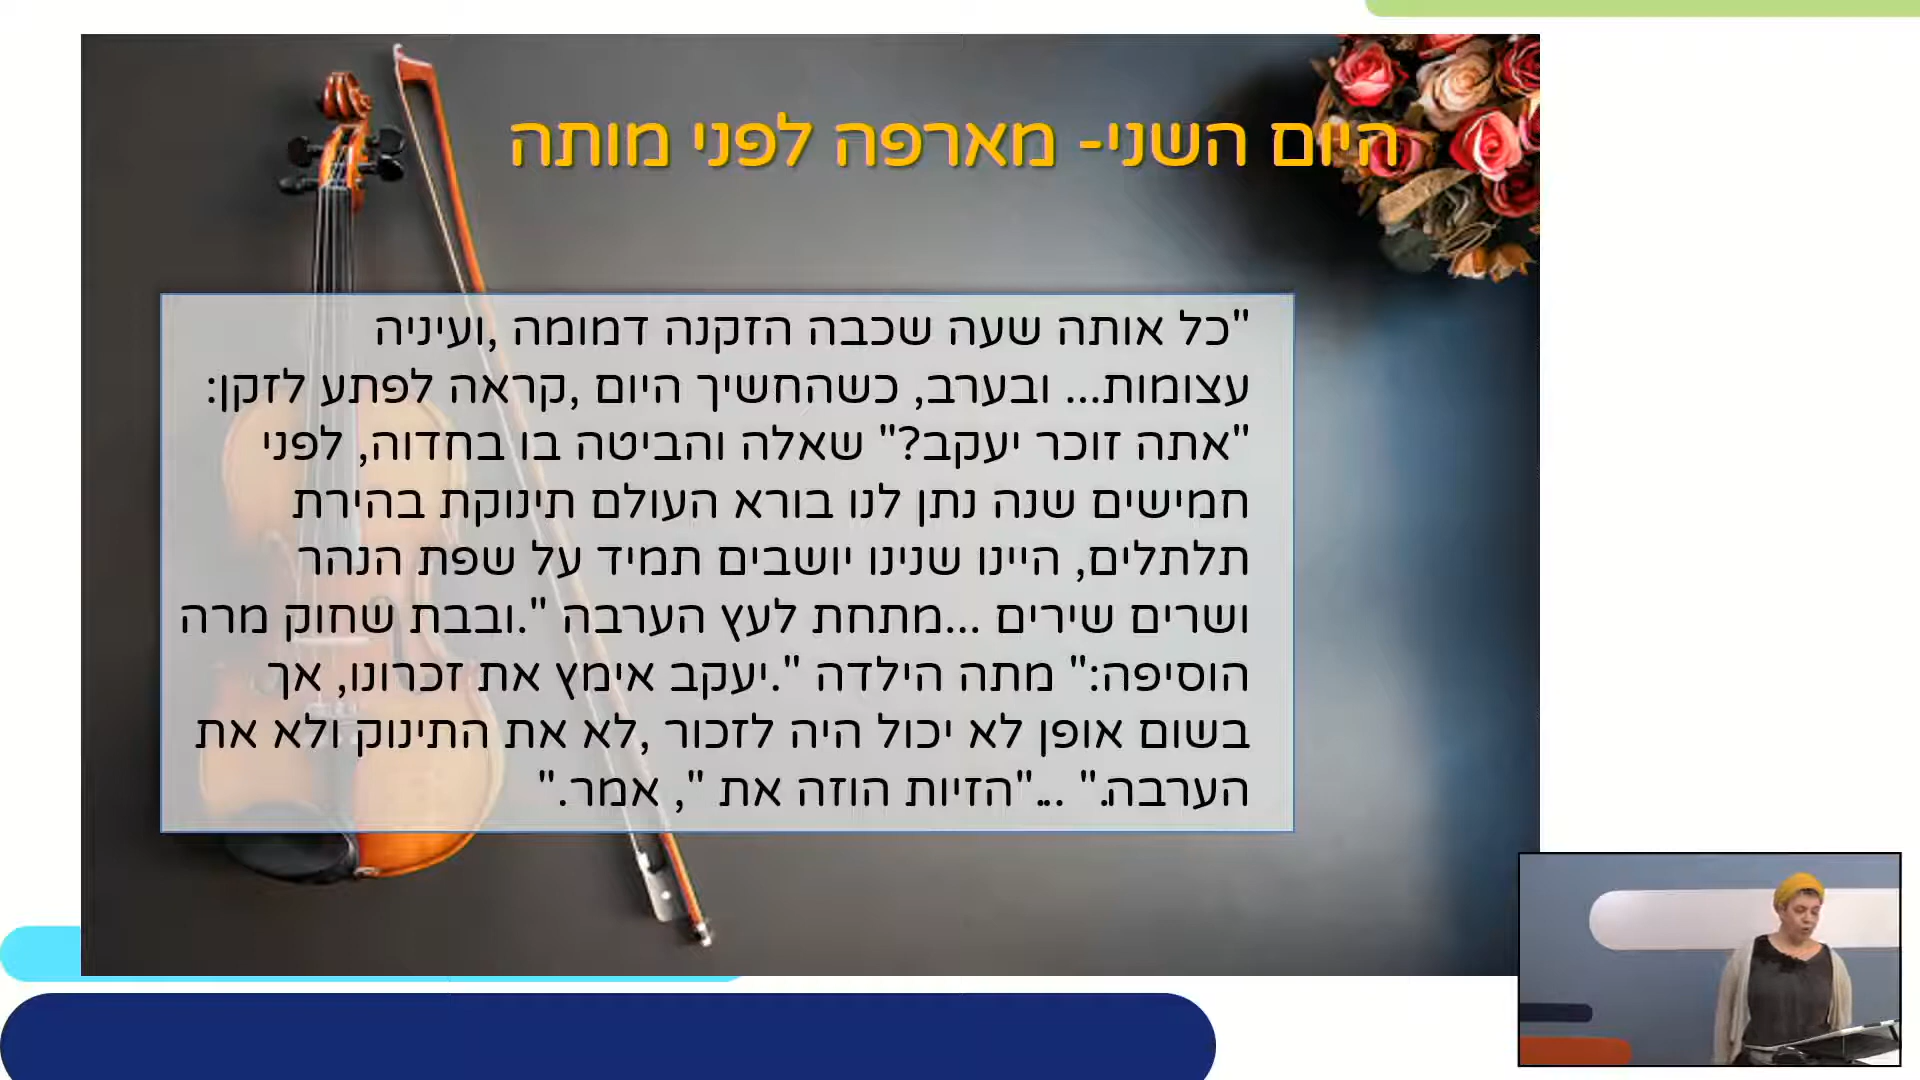 היום השני- מארפה לפני מותה
"כל אותה שעה שכבה הזקנה דמומה ,ועיניה
עצומות... ובערב, כשהחשיך היום ,קראה לפתע לזקן:
"אתה זוכר יעקב?" שאלה והביטה בו בחדוה, לפני
חמישים שנה נתן לנו בורא העולם תינוקת בהירת
תלתלים, היינו שנינו יושבים תמיד על שפת הנהר
ושרים שירים ...מתחת לעץ הערבה ".ובבת שחוק מרה
הוסיפה:" מתה הילדה ".יעקב אימץ את זכרונו, אך
בשום אופן לא יכול היה לזכור ,לא את התינוק ולא את
הערבה." ..."הזיות הוזה את ", אמר."